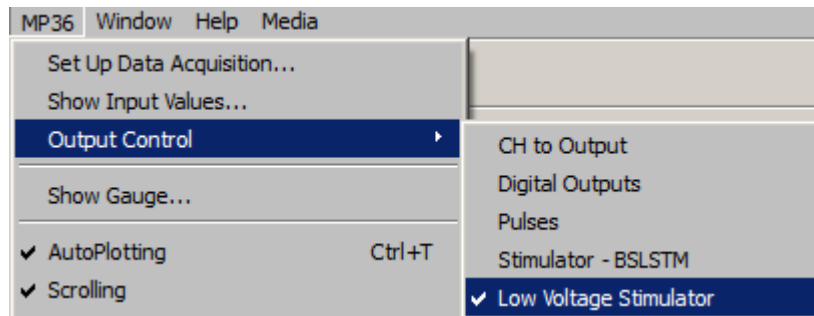 MP36 Window Help Media
Set Up Data Acquisition...
Show Input Values...
Output Control
Show Gauge...
AutoPlotting Ctrl+T
Scrolling
CH to Output
Digital Outputs
Pulses
Stimulator - BSLSTM
Low Voltage Stimulator